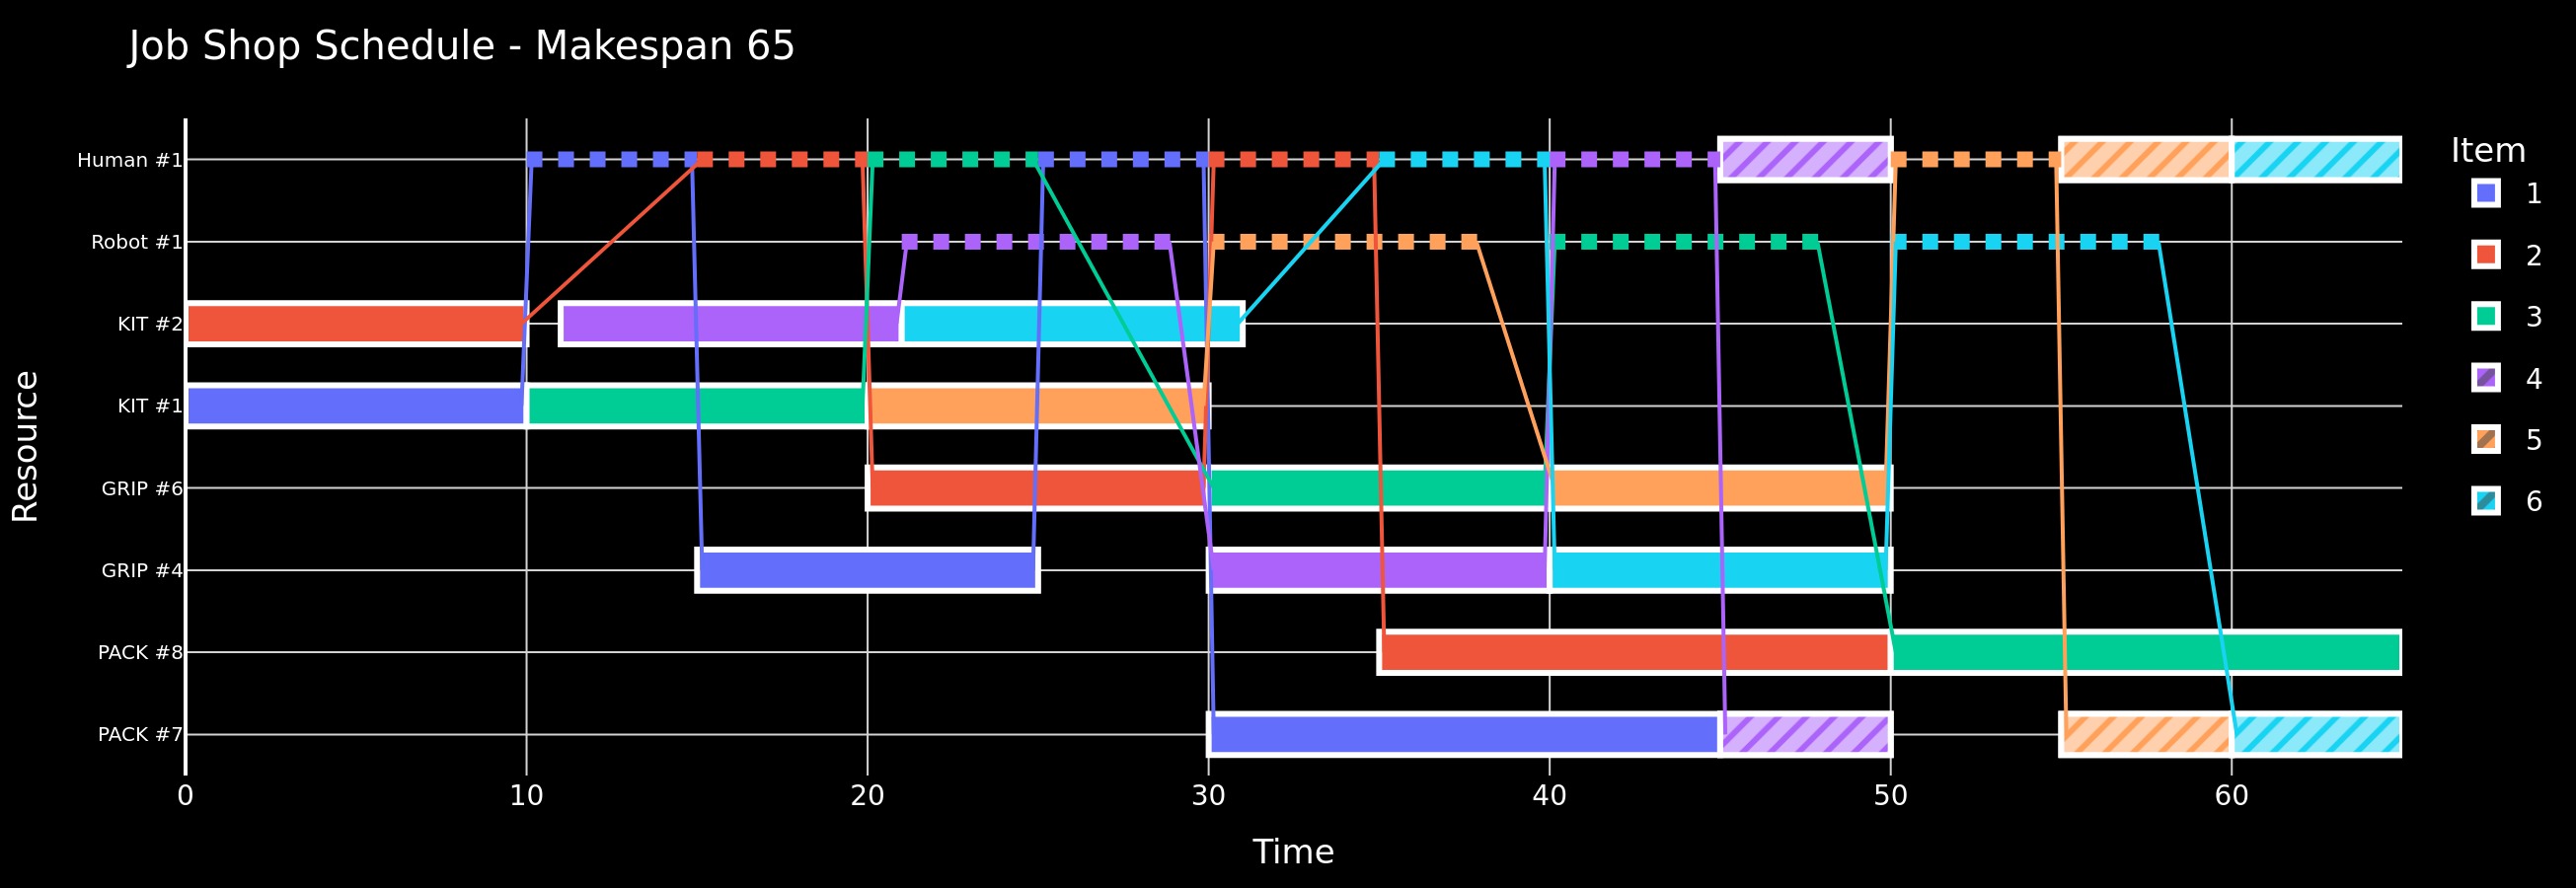 Job Shop Schedule - Makespan 65
Resource
Human #1
Robot #1
KIT #2
KIT #1
GRIP #6
GRIP #4
PACK #8
PACK #7
0 10 20 30 40 50 60
Time
Item
1
2
3
4
5
6